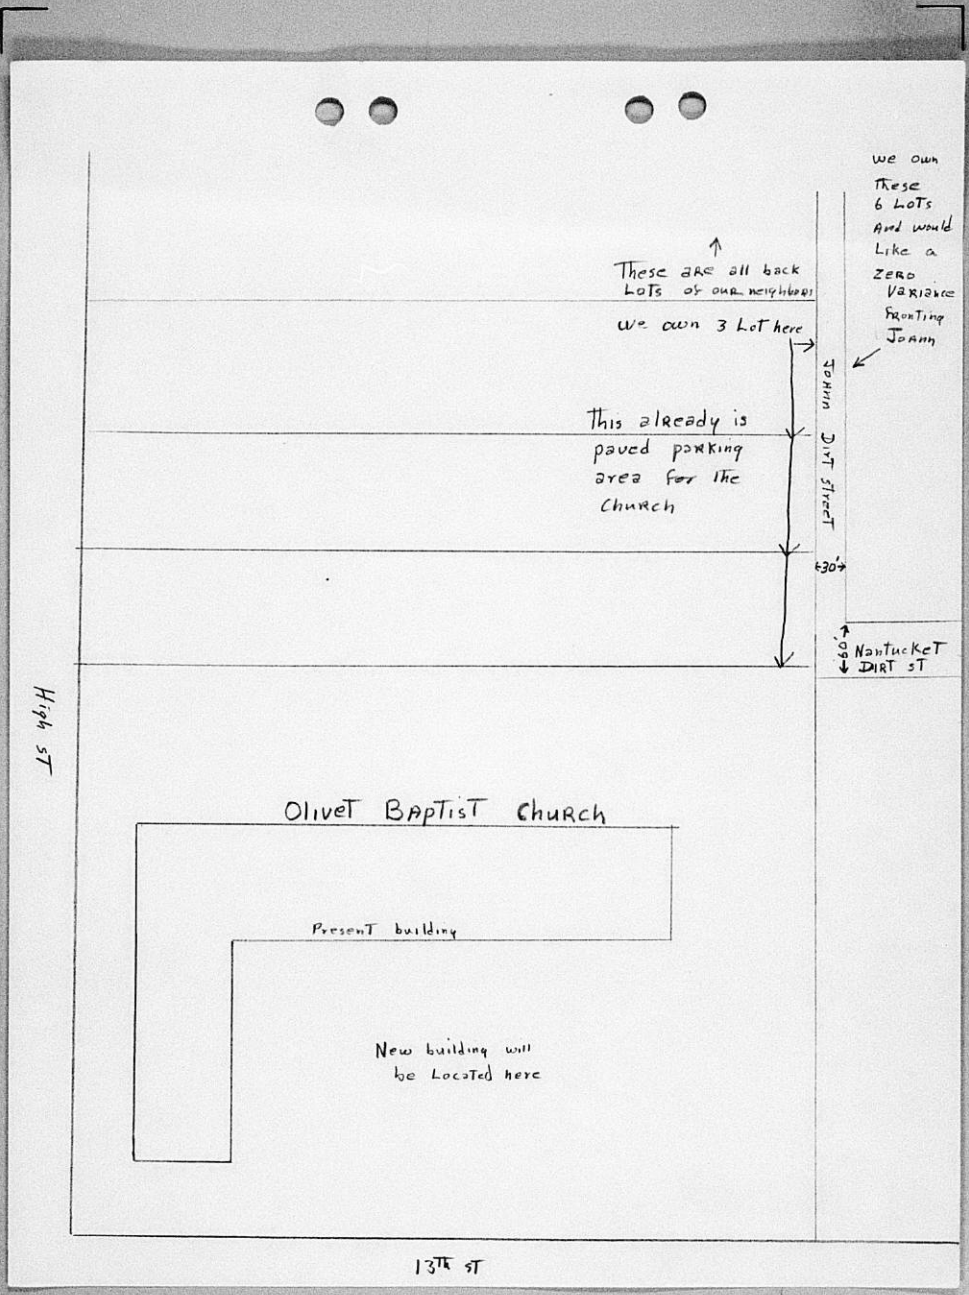 we own
These
6 LoTs
And would
Like a
ZERO
Variance
fronting
JoAnn
These are all back
LoTs of our neighbors
we own 3 Lot here
This already is
paved parking
area for The
Church
JoAnn DirT streeT
30'
60'
NanTuckeT
DIRT sT
High sT
OliveT BApTisT ChuRch
PresenT building
New building will
be LocaTed here
13Th sT